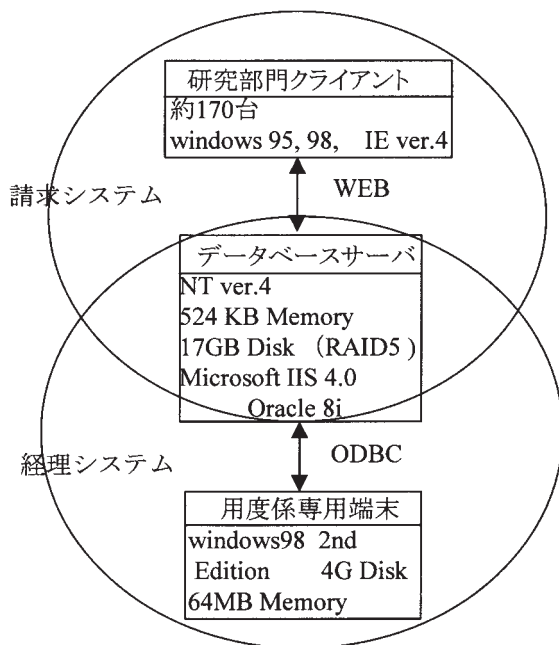 研究部門クライアント
約170台
windows 95, 98, IE ver.4
請求システム
WEB
データベースサーバ
NT ver.4
524 KB Memory
17GB Disk （RAID5 ）
Microsoft IIS 4.0
Oracle 8i
経理システム
ODBC
用度係専用端末
windows98 2nd
Edition 4G Disk
64MB Memory